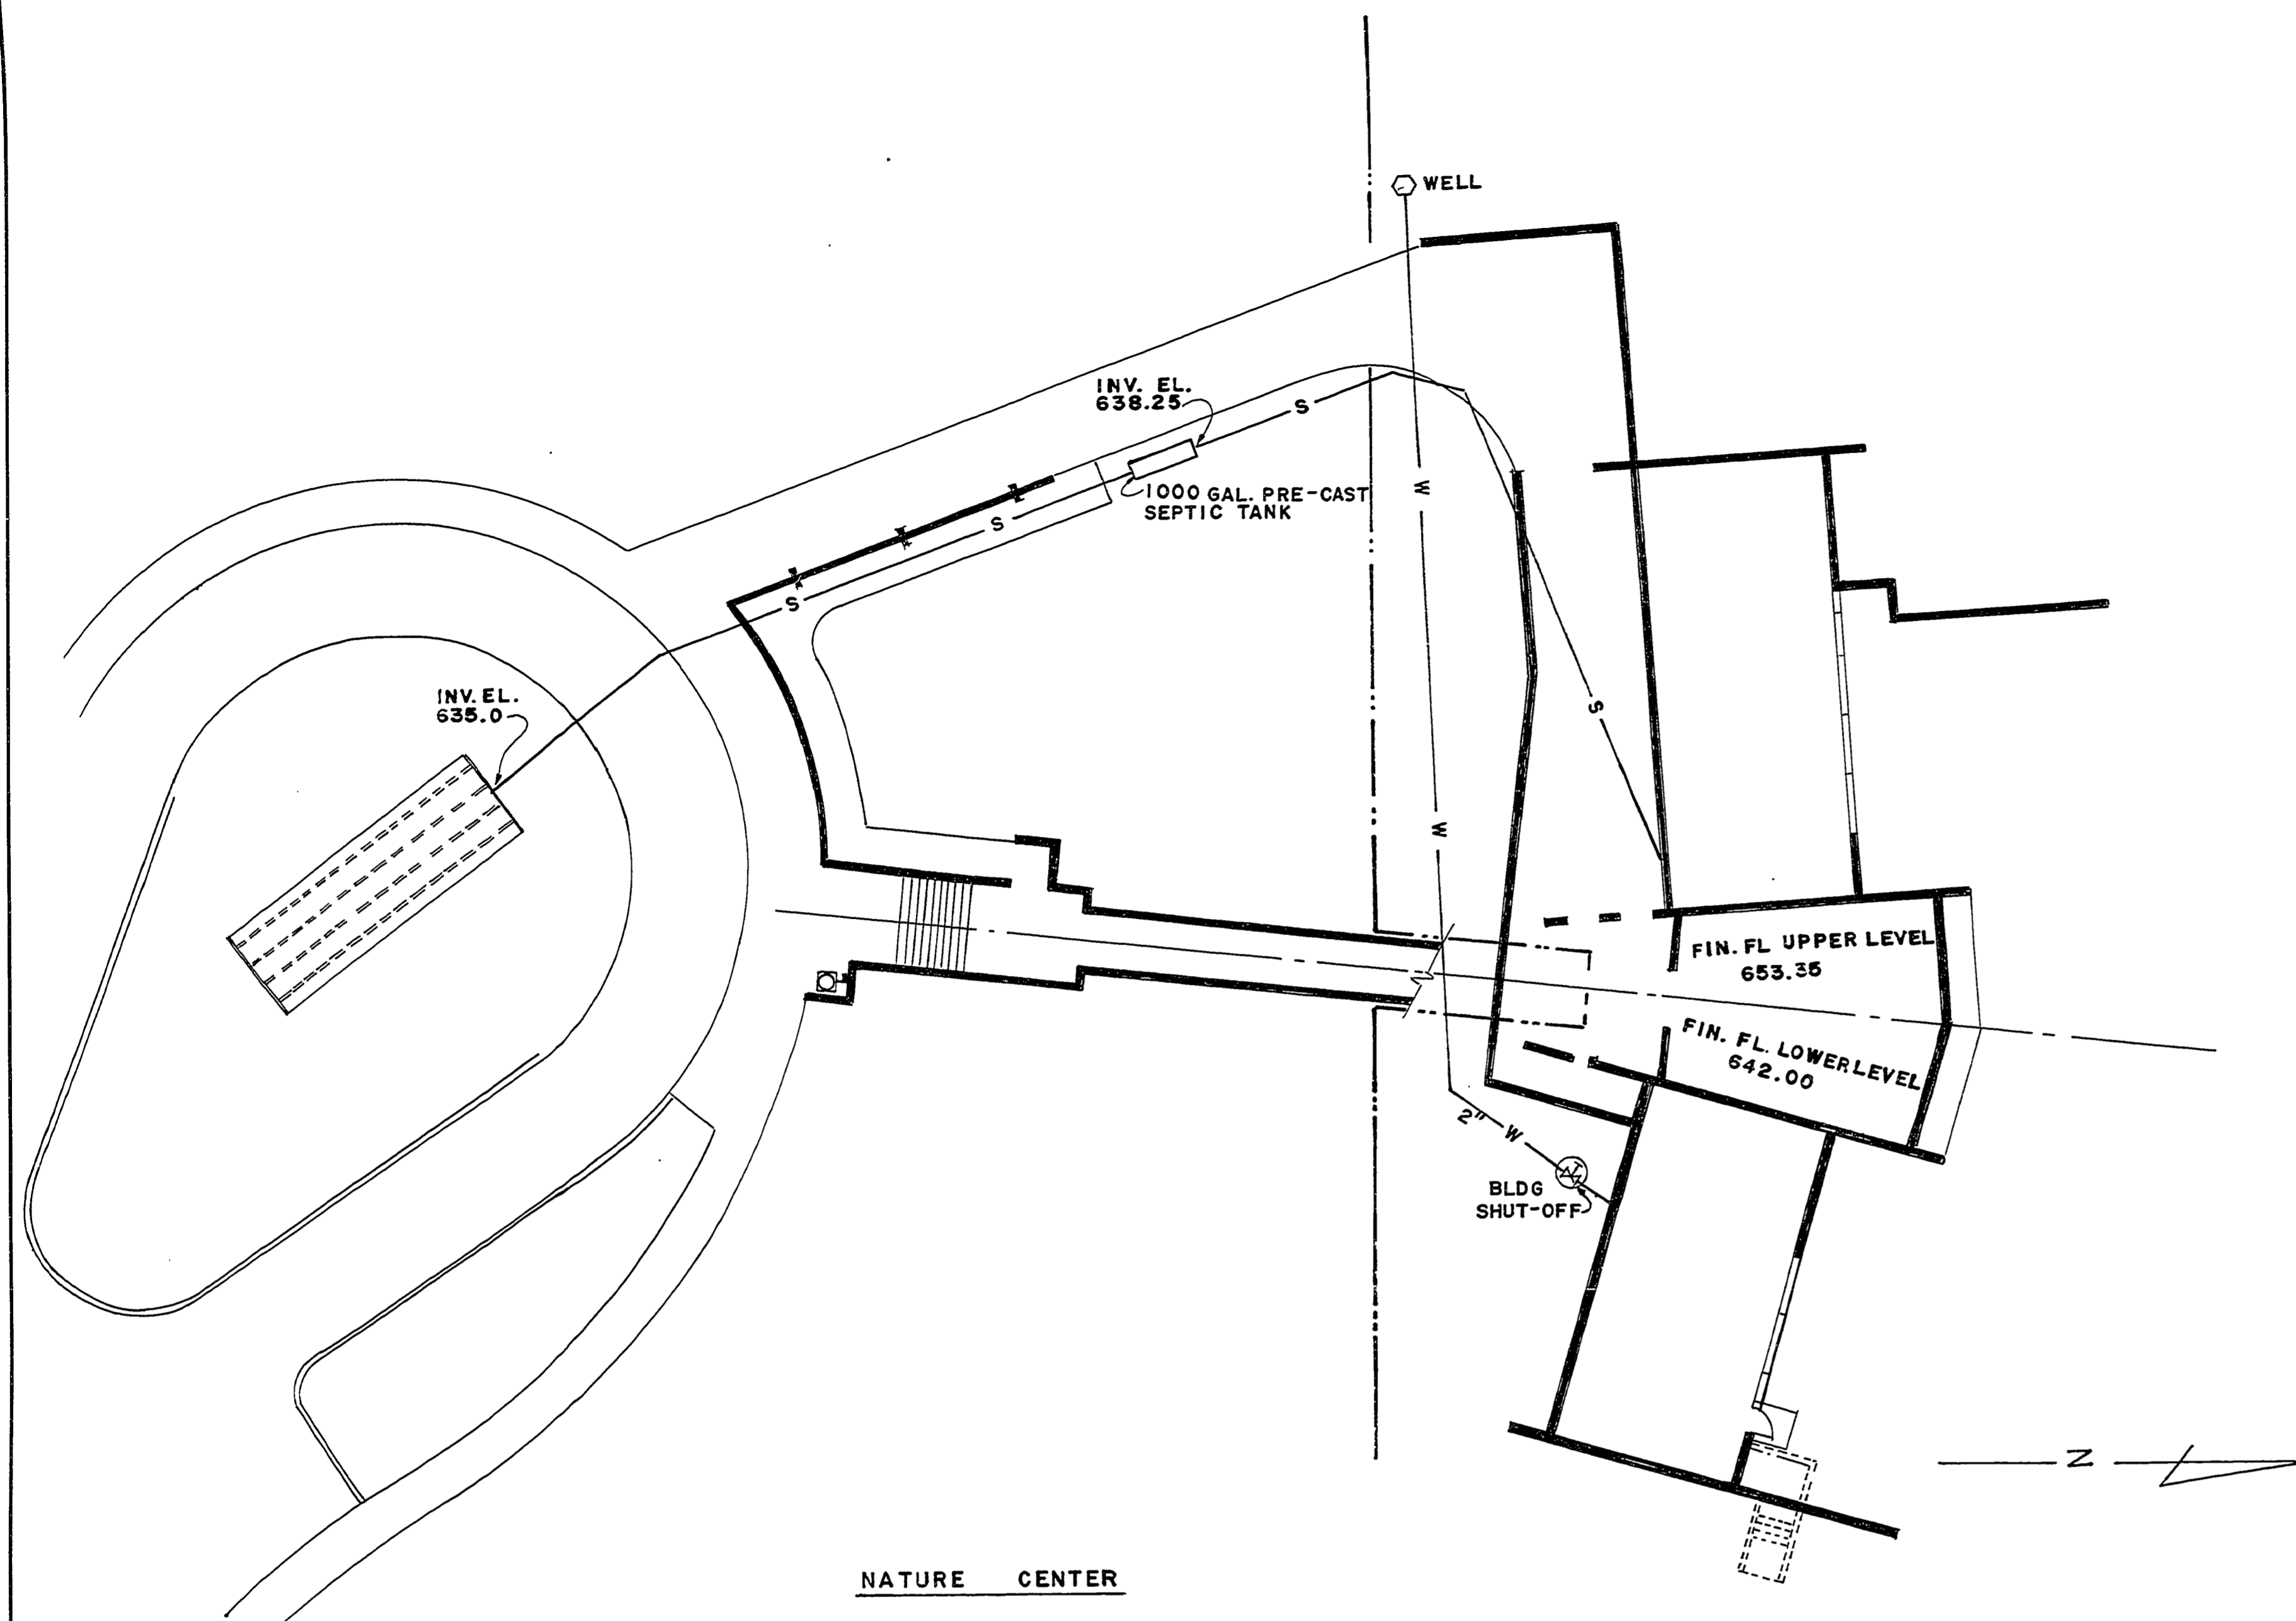 WELL
INV. EL.
638.25
S
1000 GAL. PRE-CAST
SEPTIC TANK
W
S
S
INV. EL.
635.0
S
W
FIN. FL UPPER LEVEL
653.35
FIN. FL. LOWER LEVEL
642.00
2" W
BLDG
SHUT-OFF
N
NATURE CENTER